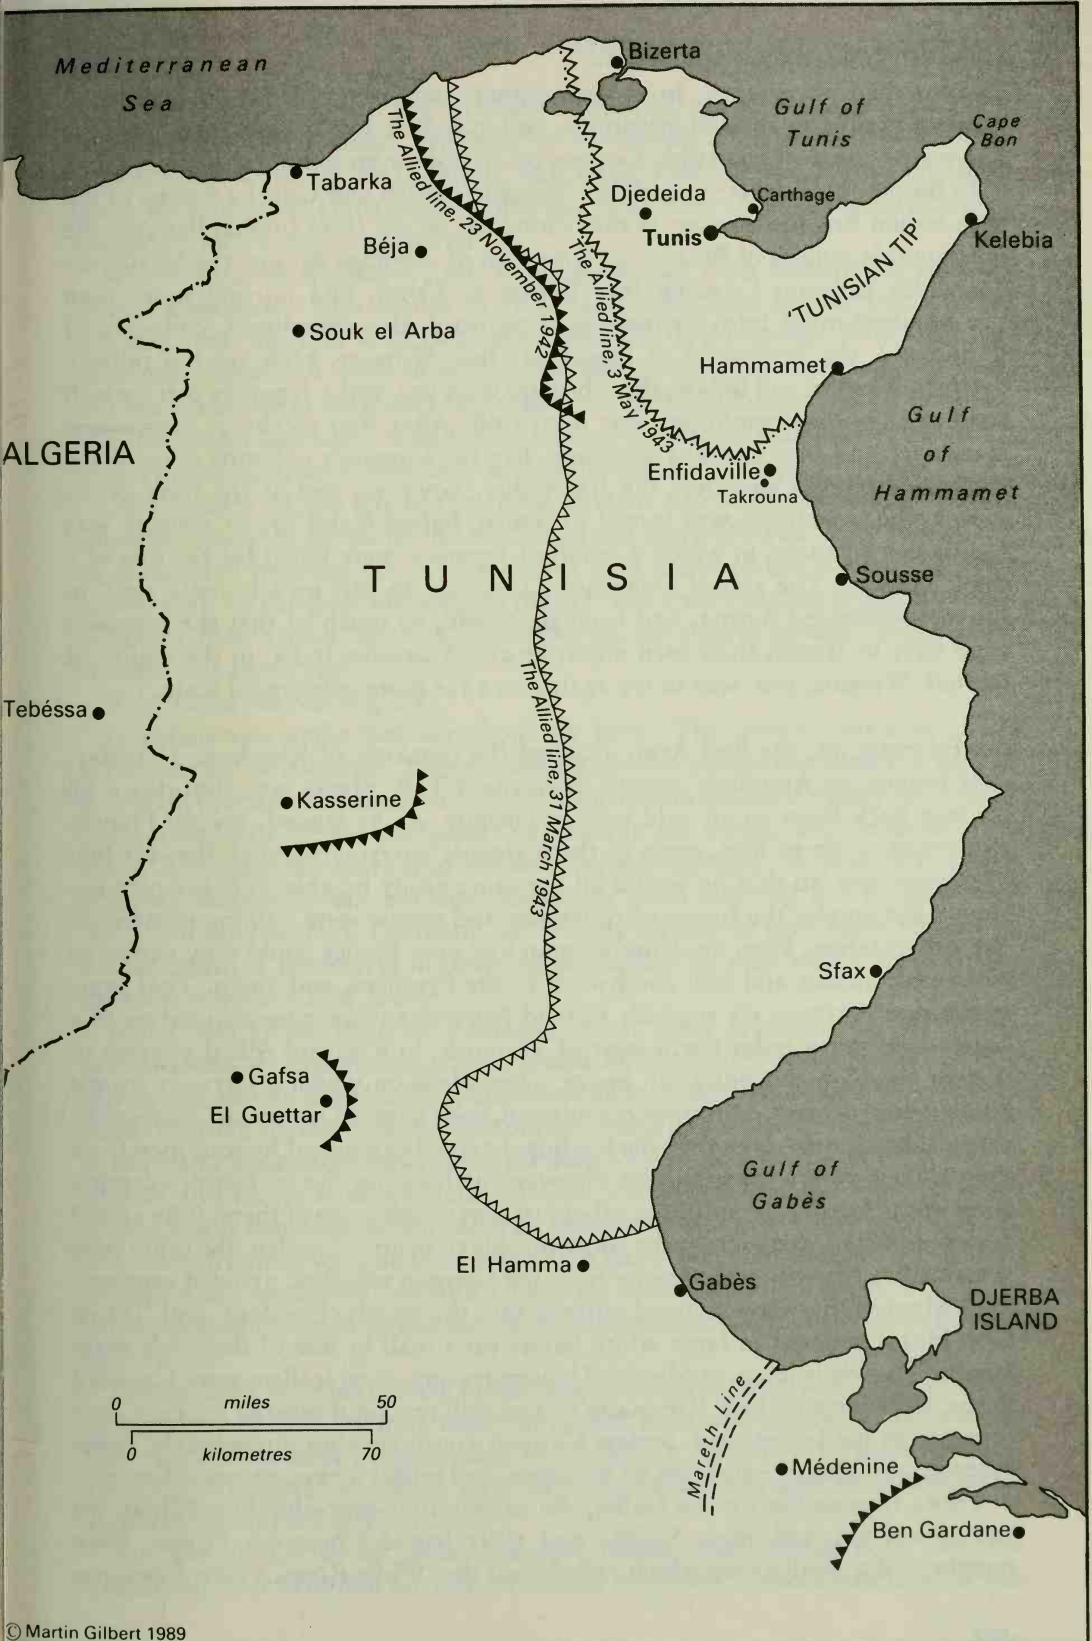 Mediterranean
Sea
Bizerta
Gulf of
Tunis
Cape
Bon
Tabarka
Djedeida
Carthage
Tunis
Kelebia
Béja
The Allied line, 23 November 1942
The Allied line, 3 May 1943
'TUNISIAN TIP'
Souk el Arba
Hammamet
ALGERIA
Gulf
of
Hammamet
Enfidaville
Takrouna
TUNISIA
Sousse
The Allied line, 31 March 1943
Tebéssa
Kasserine
Sfax
Gafsa
El Guettar
Gulf of
Gabès
El Hamma
Gabès
DJERBA
ISLAND
0 miles 50
0 kilometres 70
Mareth Line
Médenine
Ben Gardane
© Martin Gilbert 1989